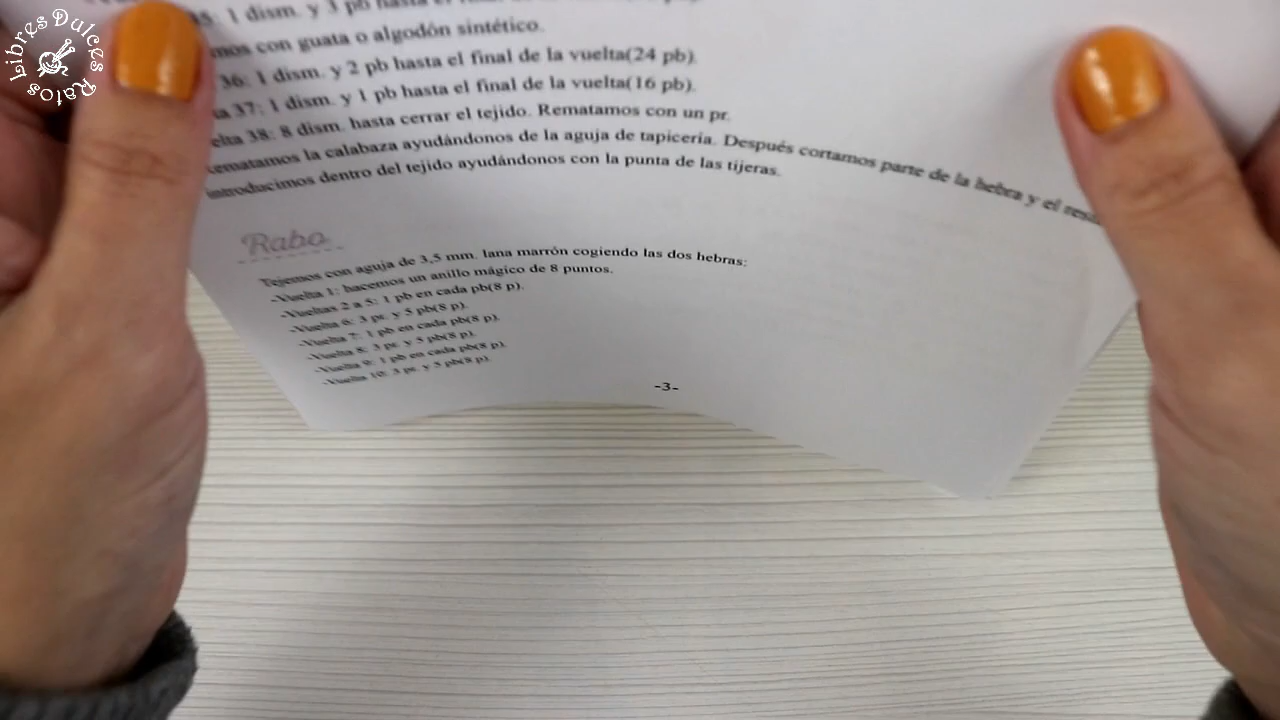 Ratos Libres Dulces
35: 1 dism. y 3 pb hasta el final de la
mos con guata o algodón sintético.
36: 1 dism. y 2 pb hasta el final de la vuelta(24 pb).
ta 37: 1 dism. y 1 pb hasta el final de la vuelta(16 pb).
elta 38: 8 dism. hasta cerrar el tejido. Rematamos con un pr.
ematamos la calabaza ayudándonos de la aguja de tapicería. Después cortamos parte de la hebra y el
introducimos dentro del tejido ayudándonos con la punta de las tijeras.
Rabo
Tejemos con aguja de 3,5 mm. lana marrón cogiendo las dos hebras:
-Vuelta 1: hacemos un anillo mágico de 8 puntos.
-Vueltas 2 a 5: 1 pb en cada pb(8 p).
-Vuelta 6: 3 pr. y 5 pb(8 p).
-Vuelta 7: 1 pb en cada pb(8 p).
-Vuelta 8: 3 pr. y 5 pb(8 p).
-Vuelta 9: 1 pb en cada pb(8 p).
-Vuelta 10: 3 pr. y 5 pb(8 p).
-3-